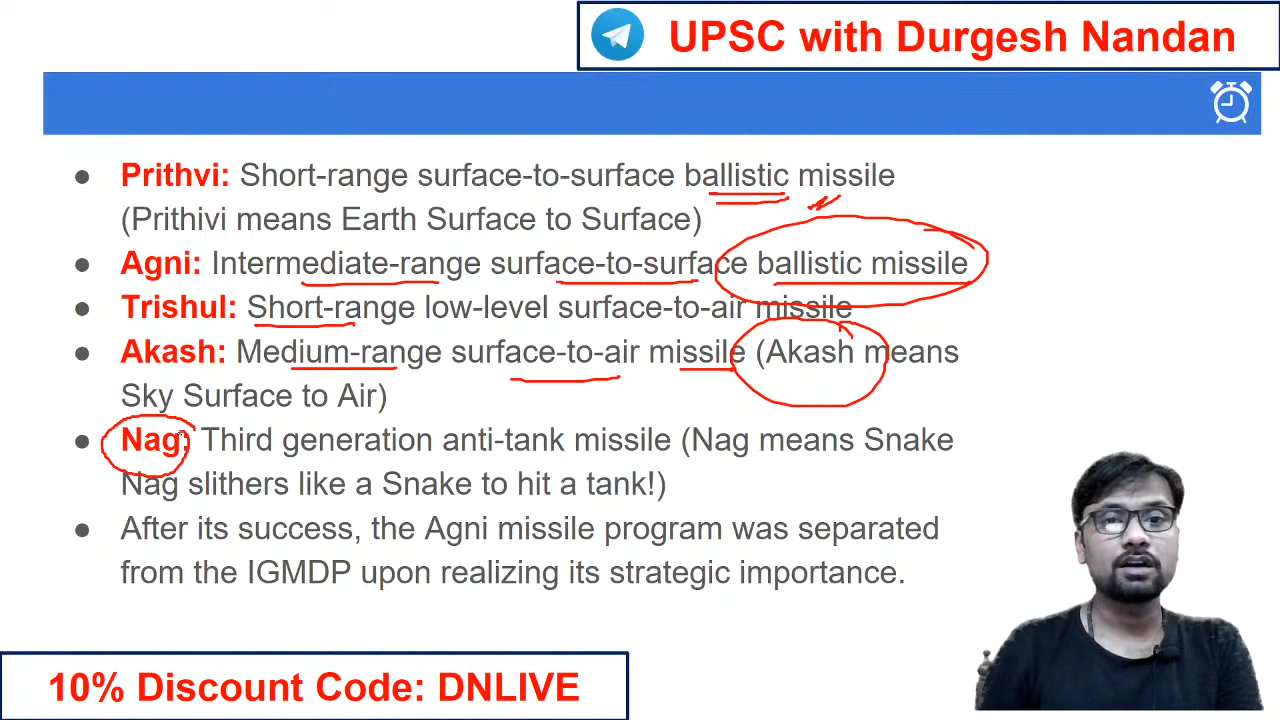 UPSC with Durgesh Nandan
● Prithvi: Short-range surface-to-surface ballistic missile
(Prithivi means Earth Surface to Surface)
● Agni: Intermediate-range surface-to-surface ballistic missile
● Trishul: Short-range low-level surface-to-air missile
● Akash: Medium-range surface-to-air missile (Akash means
Sky Surface to Air)
● Nag: Third generation anti-tank missile (Nag means Snake
Nag slithers like a Snake to hit a tank!)
● After its success, the Agni missile program was separated
from the IGMDP upon realizing its strategic importance.
10% Discount Code: DNLIVE